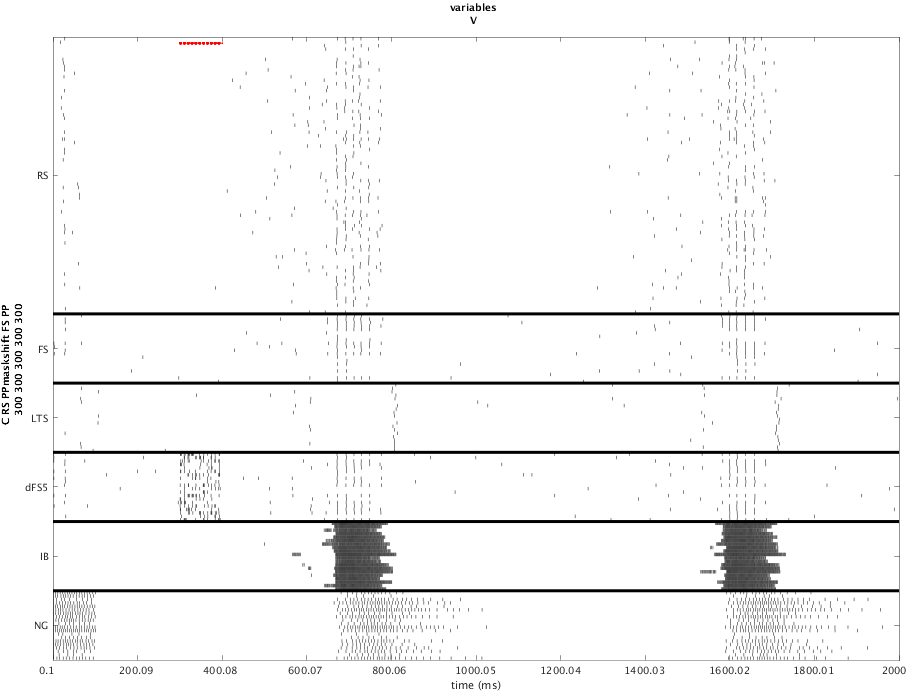 variables
V
C RS PPmaskshift FS PP
300 300 300 300 300
RS
FS
LTS
dFS5
IB
NG
0.1 200.09 400.08 600.07 800.06 1000.05 1200.04 1400.03 1600.02 1800.01 2000
time (ms)